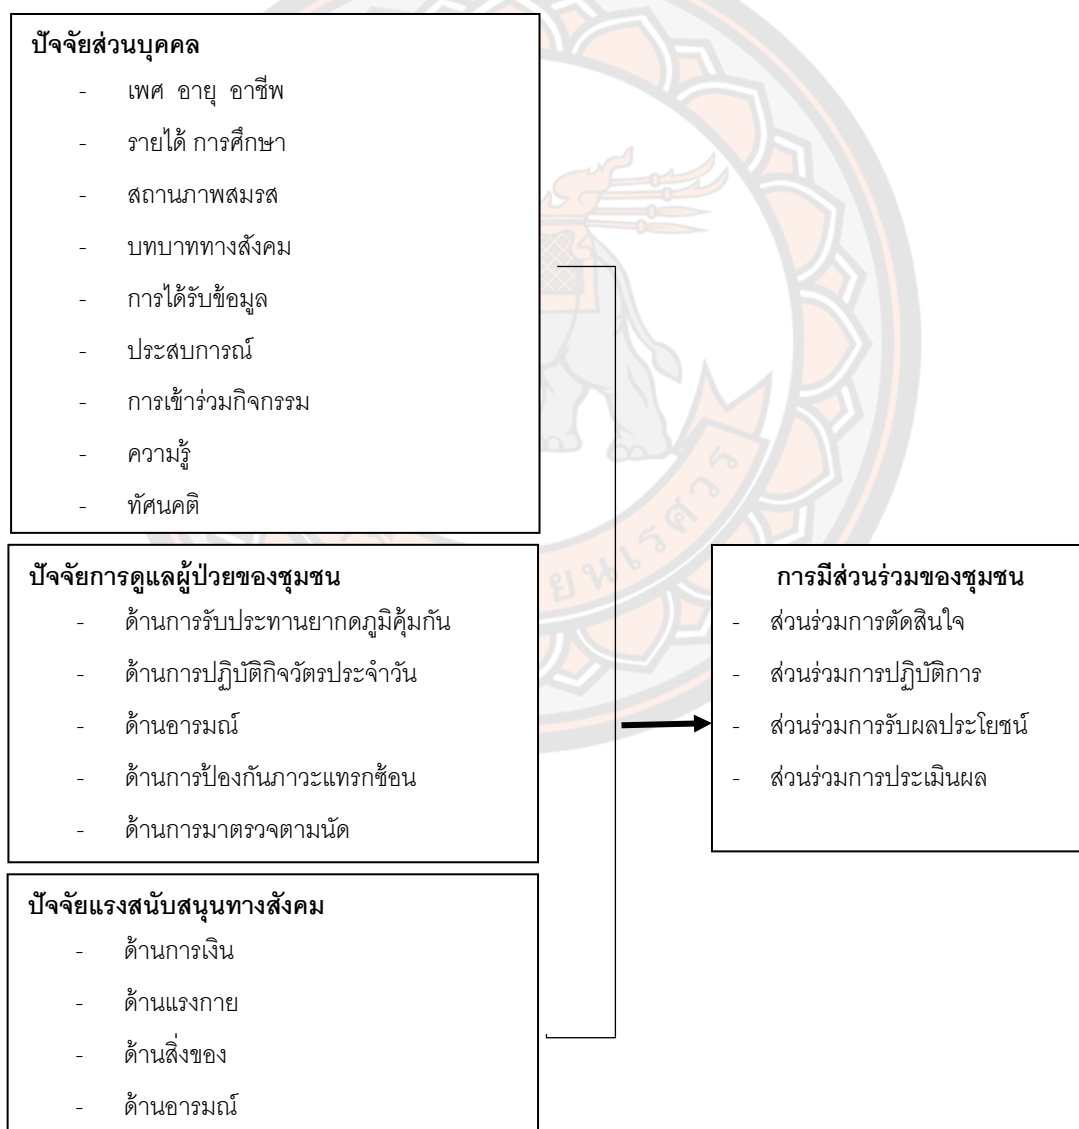 ปัจจัยส่วนบุคคล
- เพศ อายุ อาชีพ
- รายได้ การศึกษา
- สถานภาพสมรส
- บทบาททางสังคม
- การได้รับข้อมูล
- ประสบการณ์
- การเข้าร่วมกิจกรรม
- ความรู้
- ทัศนคติ
ปัจจัยการดูแลผู้ป่วยของชุมชน
- ด้านการรับประทานยากดภูมิคุ้มกัน
- ด้านการปฏิบัติกิจวัตรประจำวัน
- ด้านอารมณ์
- ด้านการป้องกันภาวะแทรกซ้อน
- ด้านการมาตรวจตามนัด
ปัจจัยแรงสนับสนุนทางสังคม
- ด้านการเงิน
- ด้านแรงกาย
- ด้านสิ่งของ
- ด้านอารมณ์
การมีส่วนร่วมของชุมชน
- ส่วนร่วมการตัดสินใจ
- ส่วนร่วมการปฏิบัติการ
- ส่วนร่วมการรับผลประโยชน์
- ส่วนร่วมการประเมินผล